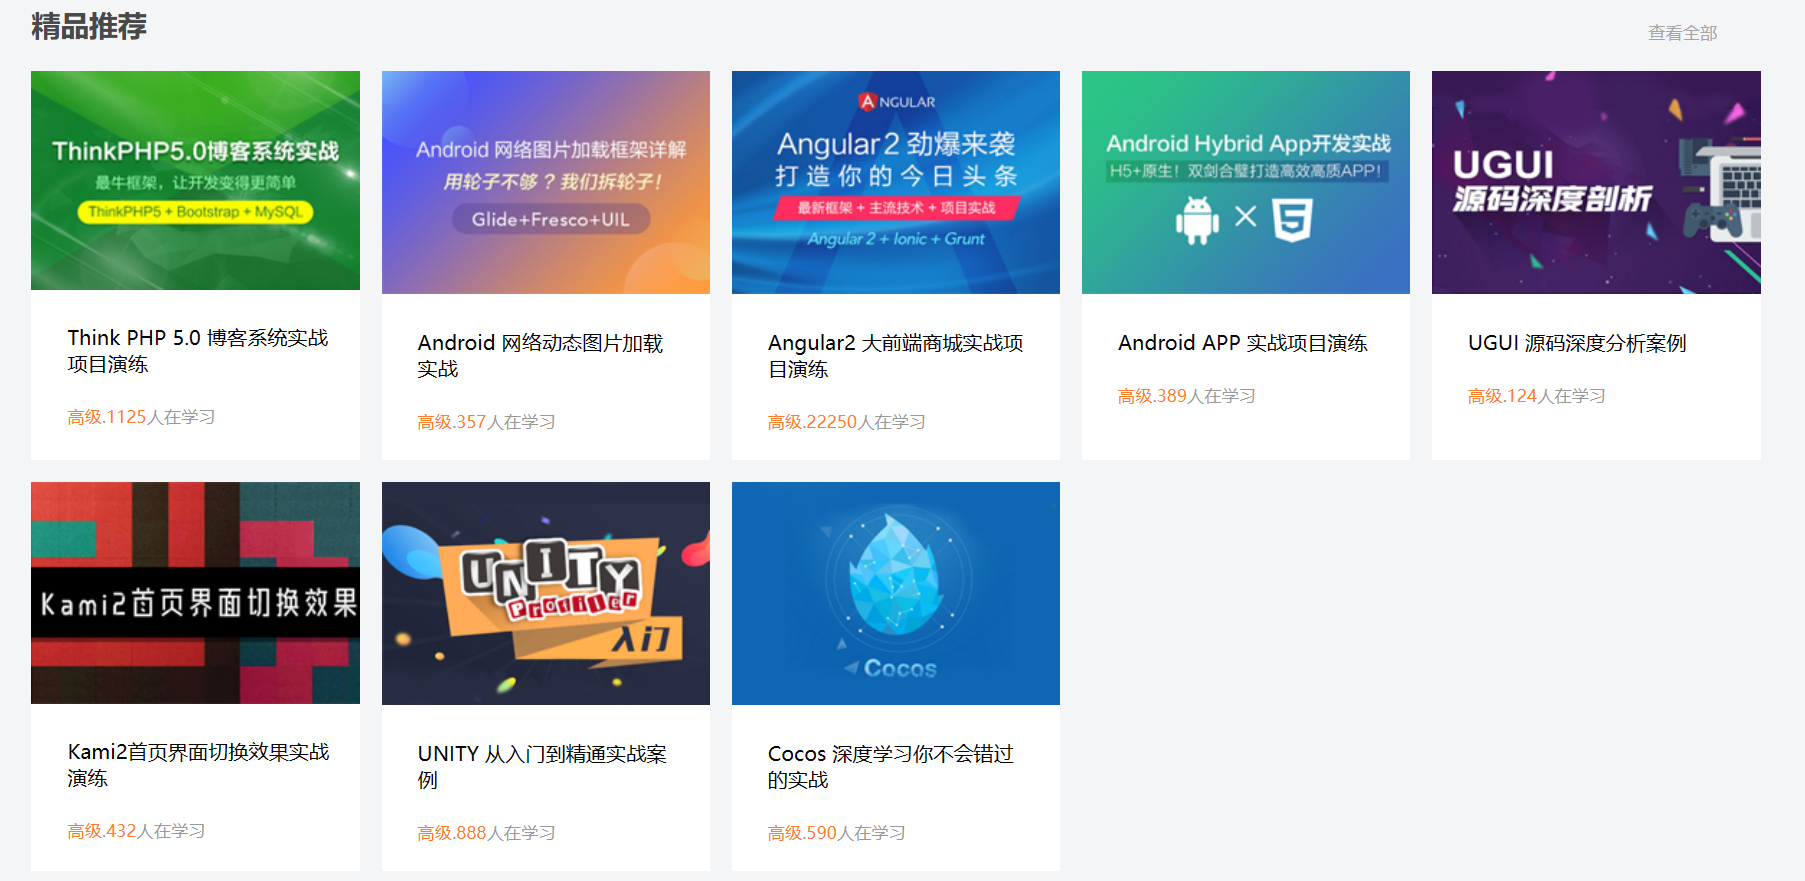 精品推荐
查看全部
ThinkPHP5.0博客系统实战
最牛框架，让开发变得更简单
ThinkPHP5 + Bootstrap + MySQL
Think PHP 5.0 博客系统实战
项目演练
高级.1125人在学习
Android 网络图片加载框架详解
用轮子不够？我们拆轮子！
Glide+Fresco+UIL
Android 网络动态图片加载
实战
高级.357人在学习
ANGULAR
Angular 2 劲爆来袭
打造你的今日头条
最新框架 + 主流技术 + 项目实战
Angular 2 + Ionic + Grunt
Angular2 大前端商城实战项
目演练
高级.22250人在学习
Android Hybrid App开发实战
H5+原生！双剑合璧打造高效高质APP！
5
Android APP 实战项目演练
高级.389人在学习
UGUI
源码深度剖析
UGUI 源码深度分析案例
高级.124人在学习
Kami2首页界面切换效果
Kami2首页界面切换效果实战
演练
高级.432人在学习
UNITY
Profiler
入门
UNITY 从入门到精通实战案
例
高级.888人在学习
Cocos
Cocos 深度学习你不会错过
的实战
高级.590人在学习